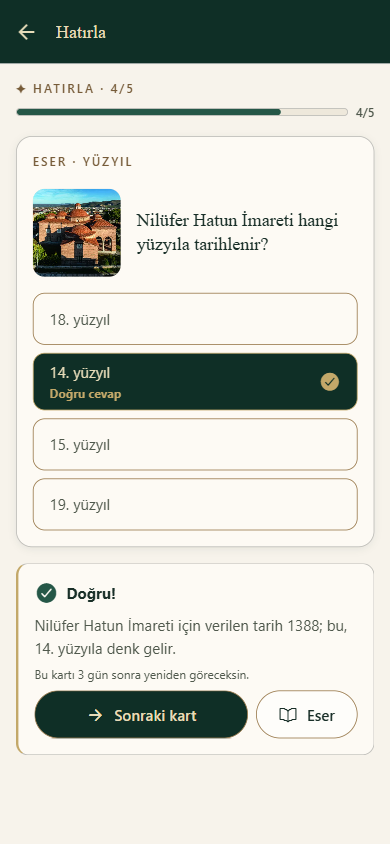 Hatırla
✦ HATIRLA · 4/5
4/5
ESER · YÜZYIL
Nilüfer Hatun İmareti hangi
yüzyıla tarihlenir?
18. yüzyıl
14. yüzyıl
Doğru cevap
15. yüzyıl
19. yüzyıl
Doğru!
Nilüfer Hatun İmareti için verilen tarih 1388; bu,
14. yüzyıla denk gelir.
Bu kartı 3 gün sonra yeniden göreceksin.
Sonraki kart
Eser